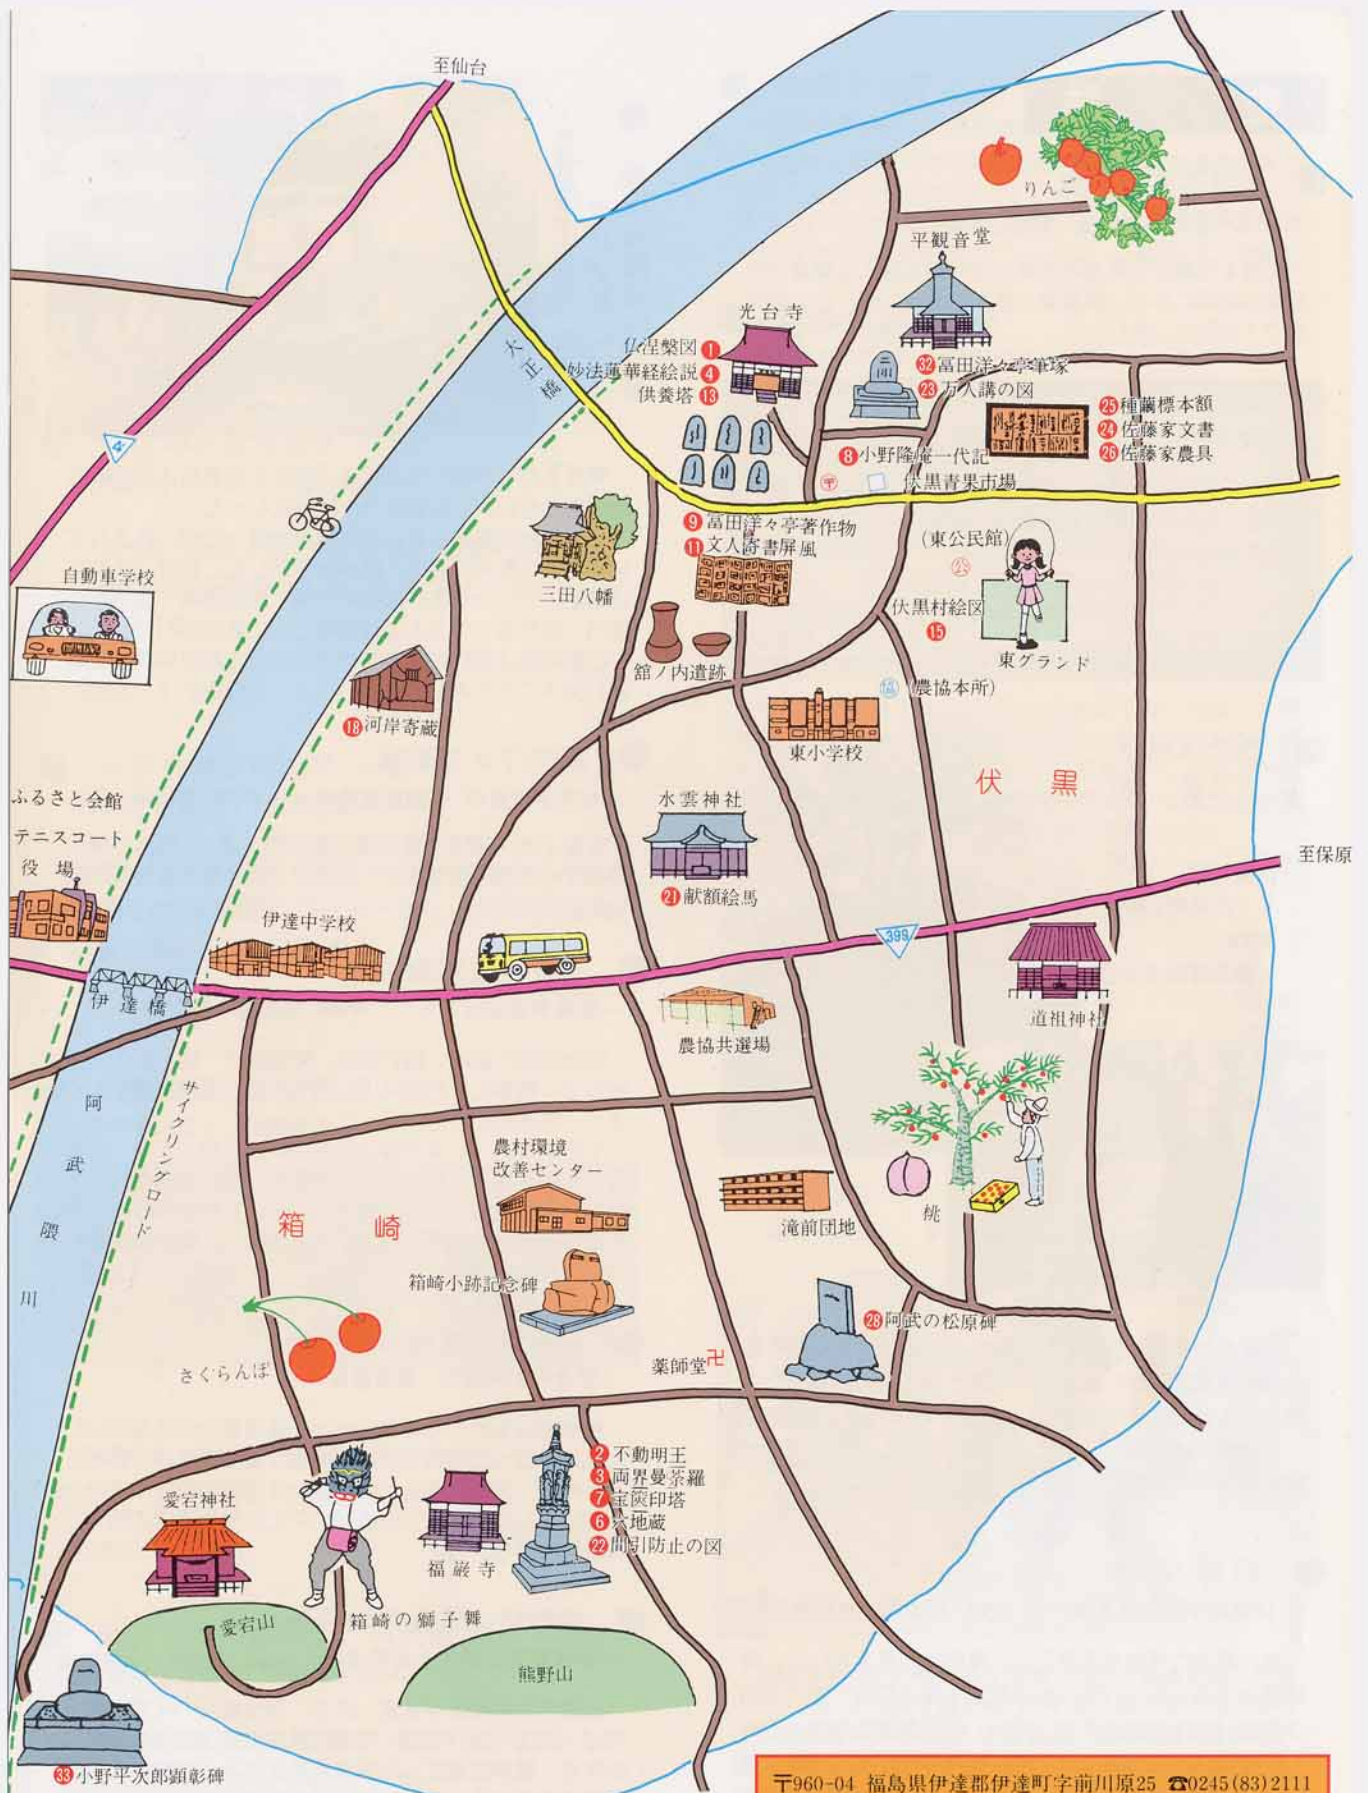 至仙台
りんご
平観音堂
光台寺
大正橋
仏涅槃図 1
妙法蓮華経絵説 4
供養塔 13
32 冨田洋々亭筆塚
23 万人講の図
25 種繭標本額
24 佐藤家文書
26 佐藤家農具
8 小野隆庵一代記
〒
伏黒青果市場
4
9 冨田洋々亭著作物
11 文人寄書屏風
(東公民館)
公
自動車学校
三田八幡
伏黒村絵図
15
東グランド
舘ノ内遺跡
協 (農協本所)
18 河岸寄蔵
東小学校
伏黒
ふるさと会館
テニスコート
役場
水雲神社
至保原
21 献額絵馬
伊達中学校
399
伊達橋
道祖神社
農協共選場
阿武隈川
サイクリングロード
農村環境
改善センター
桃
滝前団地
箱崎
箱崎小跡記念碑
28 阿武の松原碑
さくらんぼ
薬師堂 卍
2 不動明王
3 両界曼荼羅
7 宝篋印塔
6 六地蔵
22 間引防止の図
愛宕神社
福巌寺
箱崎の獅子舞
愛宕山
熊野山
33 小野平次郎顕彰碑
〒960-04 福島県伊達郡伊達町字前川原25 ☎0245(83)2111